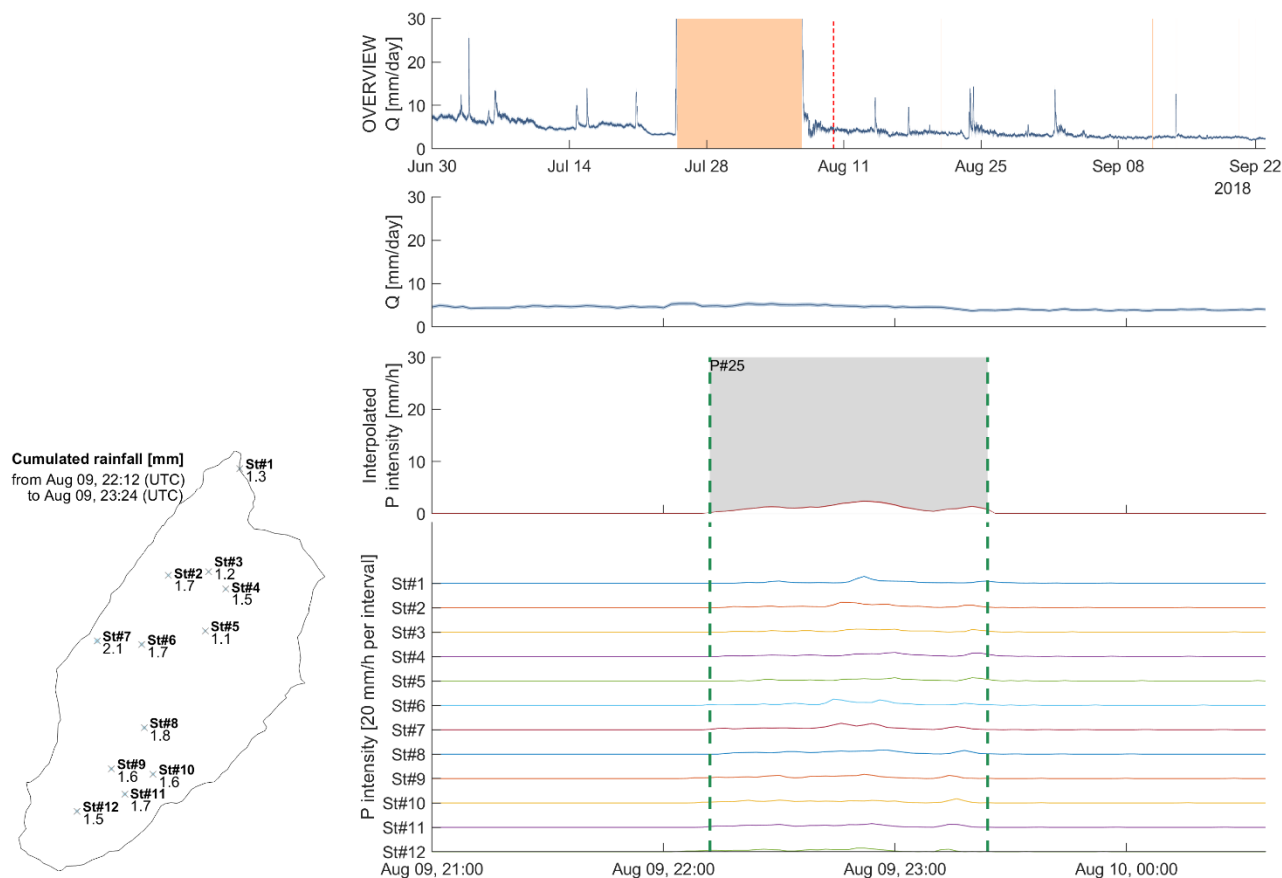 OVERVIEW
Q [mm/day]
30
20
10
0
Jun 30
Jul 14
Jul 28
Aug 11
Aug 25
Sep 08
Sep 22
2018
Q [mm/day]
30
20
10
0
Interpolated
P intensity [mm/h]
30
20
10
0
P#25
Cumulated rainfall [mm]
from Aug 09, 22:12 (UTC)
to Aug 09, 23:24 (UTC)
St#1
1.3
St#2
1.7
St#3
1.2
St#4
1.5
St#5
1.1
St#6
1.7
St#7
2.1
St#8
1.8
St#9
1.6
St#10
1.6
St#11
1.7
St#12
1.5
P intensity [20 mm/h per interval]
St#1
St#2
St#3
St#4
St#5
St#6
St#7
St#8
St#9
St#10
St#11
St#12
Aug 09, 21:00
Aug 09, 22:00
Aug 09, 23:00
Aug 10, 00:00